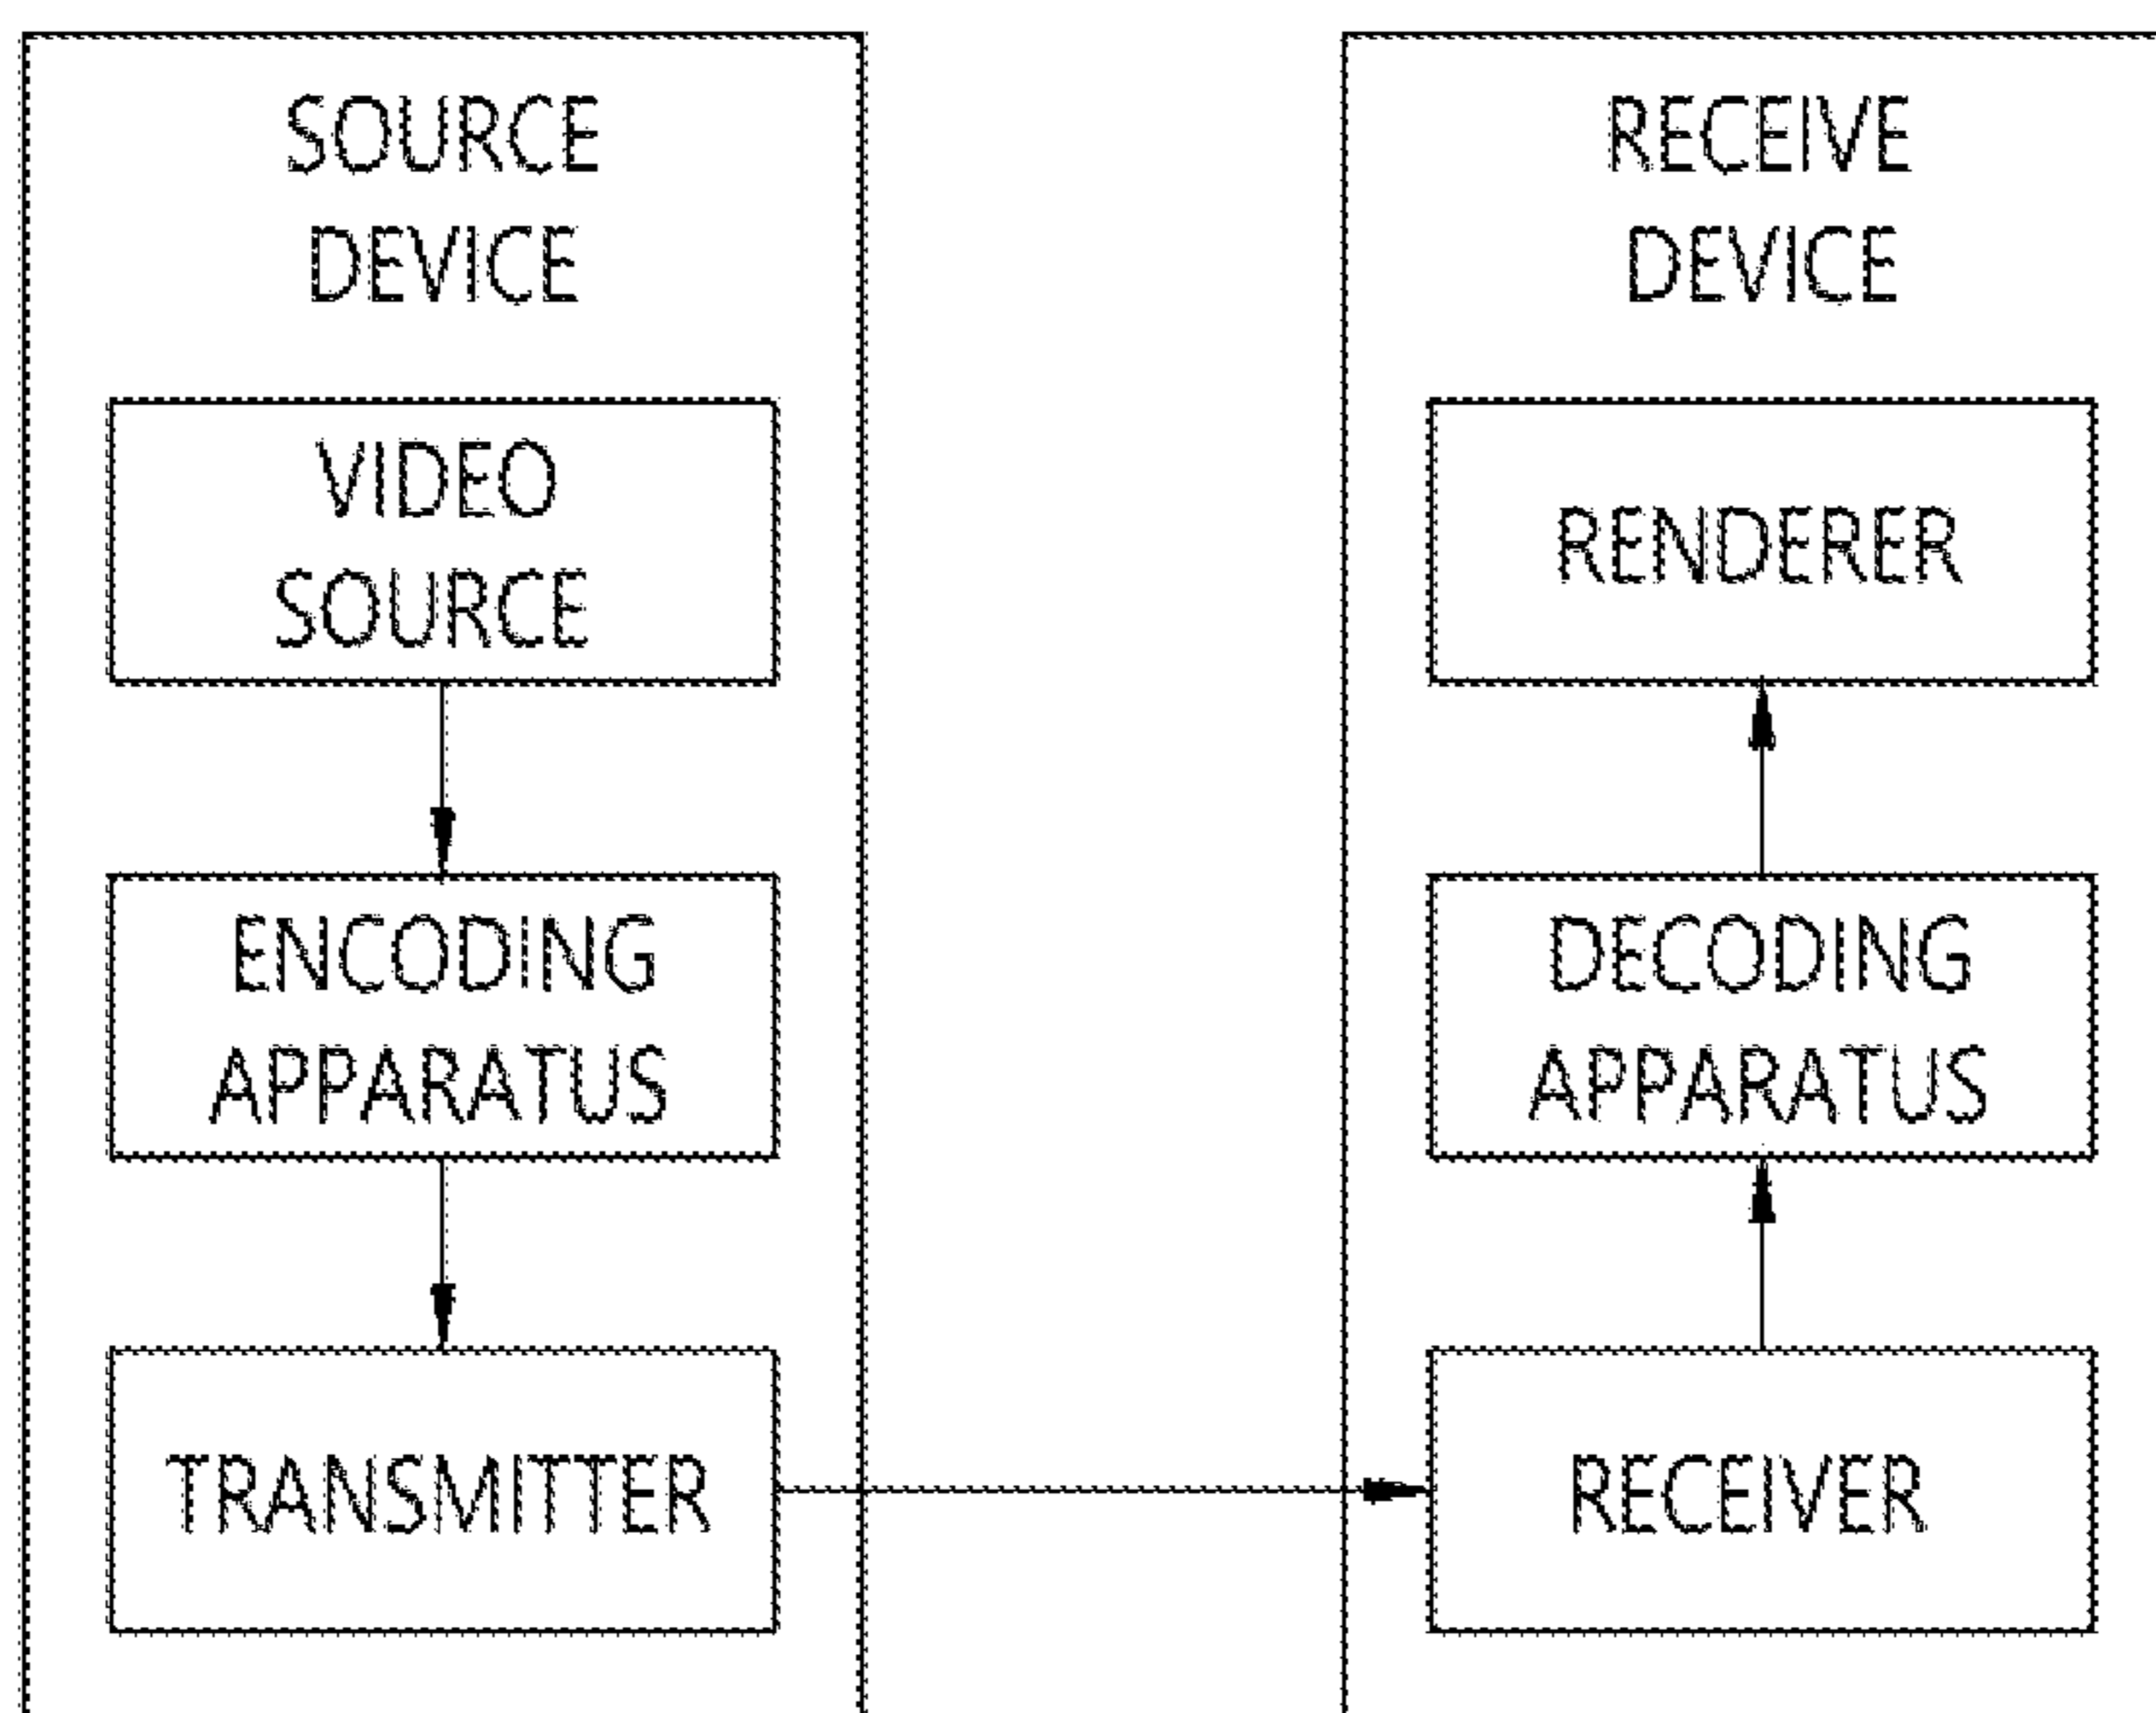 SOURCE
DEVICE
VIDEO
SOURCE
ENCODING
APPARATUS
TRANSMITTER
RECEIVE
DEVICE
RENDERER
DECODING
APPARATUS
RECEIVER